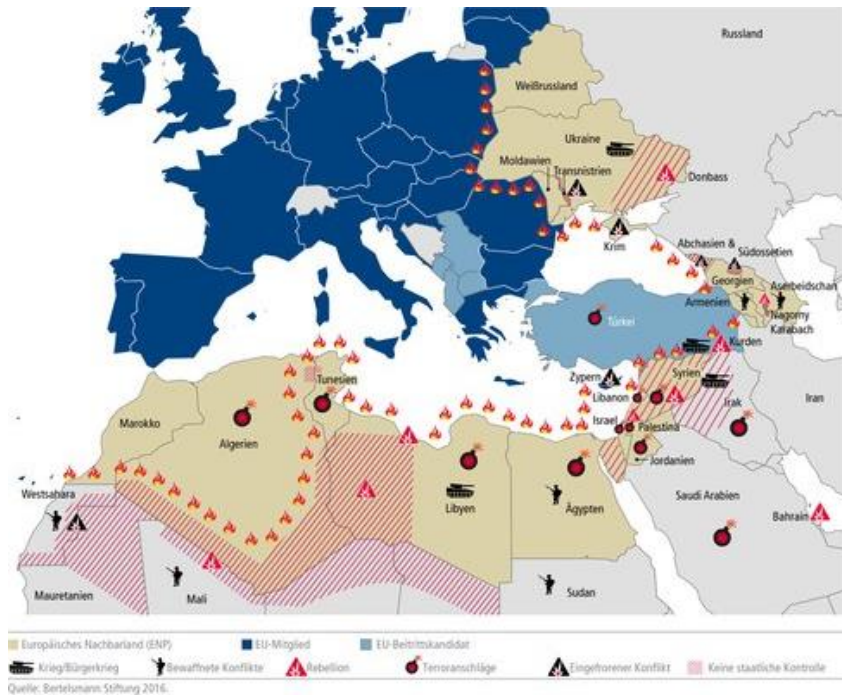 Russland
Weißrussland
Ukraine
Moldawien
Transnistrien
Donbass
Krim
Abchasien &
Südossetien
Georgien
Aserbeidschan
Armenien
Nagorny
Karabach
Türkei
Kurden
Zypern
Syrien
Libanon
Irak
Iran
Israel
Palestina
Jordanien
Tunesien
Marokko
Algerien
Libyen
Ägypten
Saudi Arabien
Bahrain
Westsahara
Mauretanien
Mali
Sudan
Europäisches Nachbarland (ENP) EU-Mitglied EU-Beitrittskandidat
Krieg/Bürgerkrieg Bewaffnete Konflikte Rebellion Terroranschläge Eingefrorener Konflikt Keine staatliche Kontrolle
Quelle: Bertelsmann Stiftung 2016.